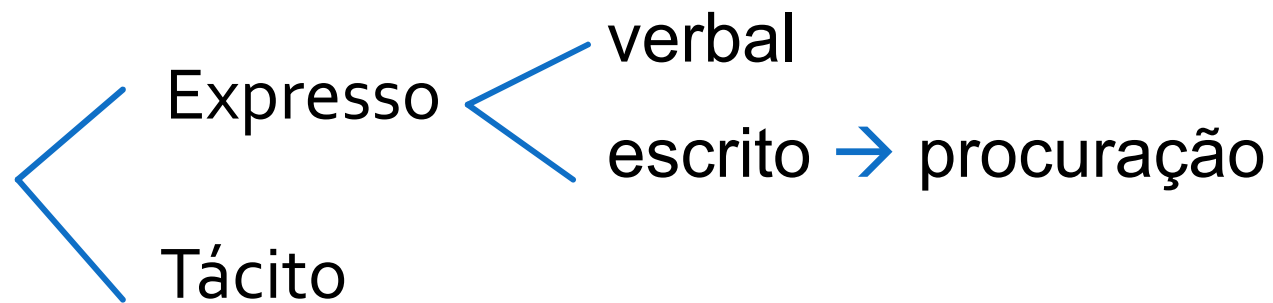 verbal
Expresso
escrito → procuração
Tácito